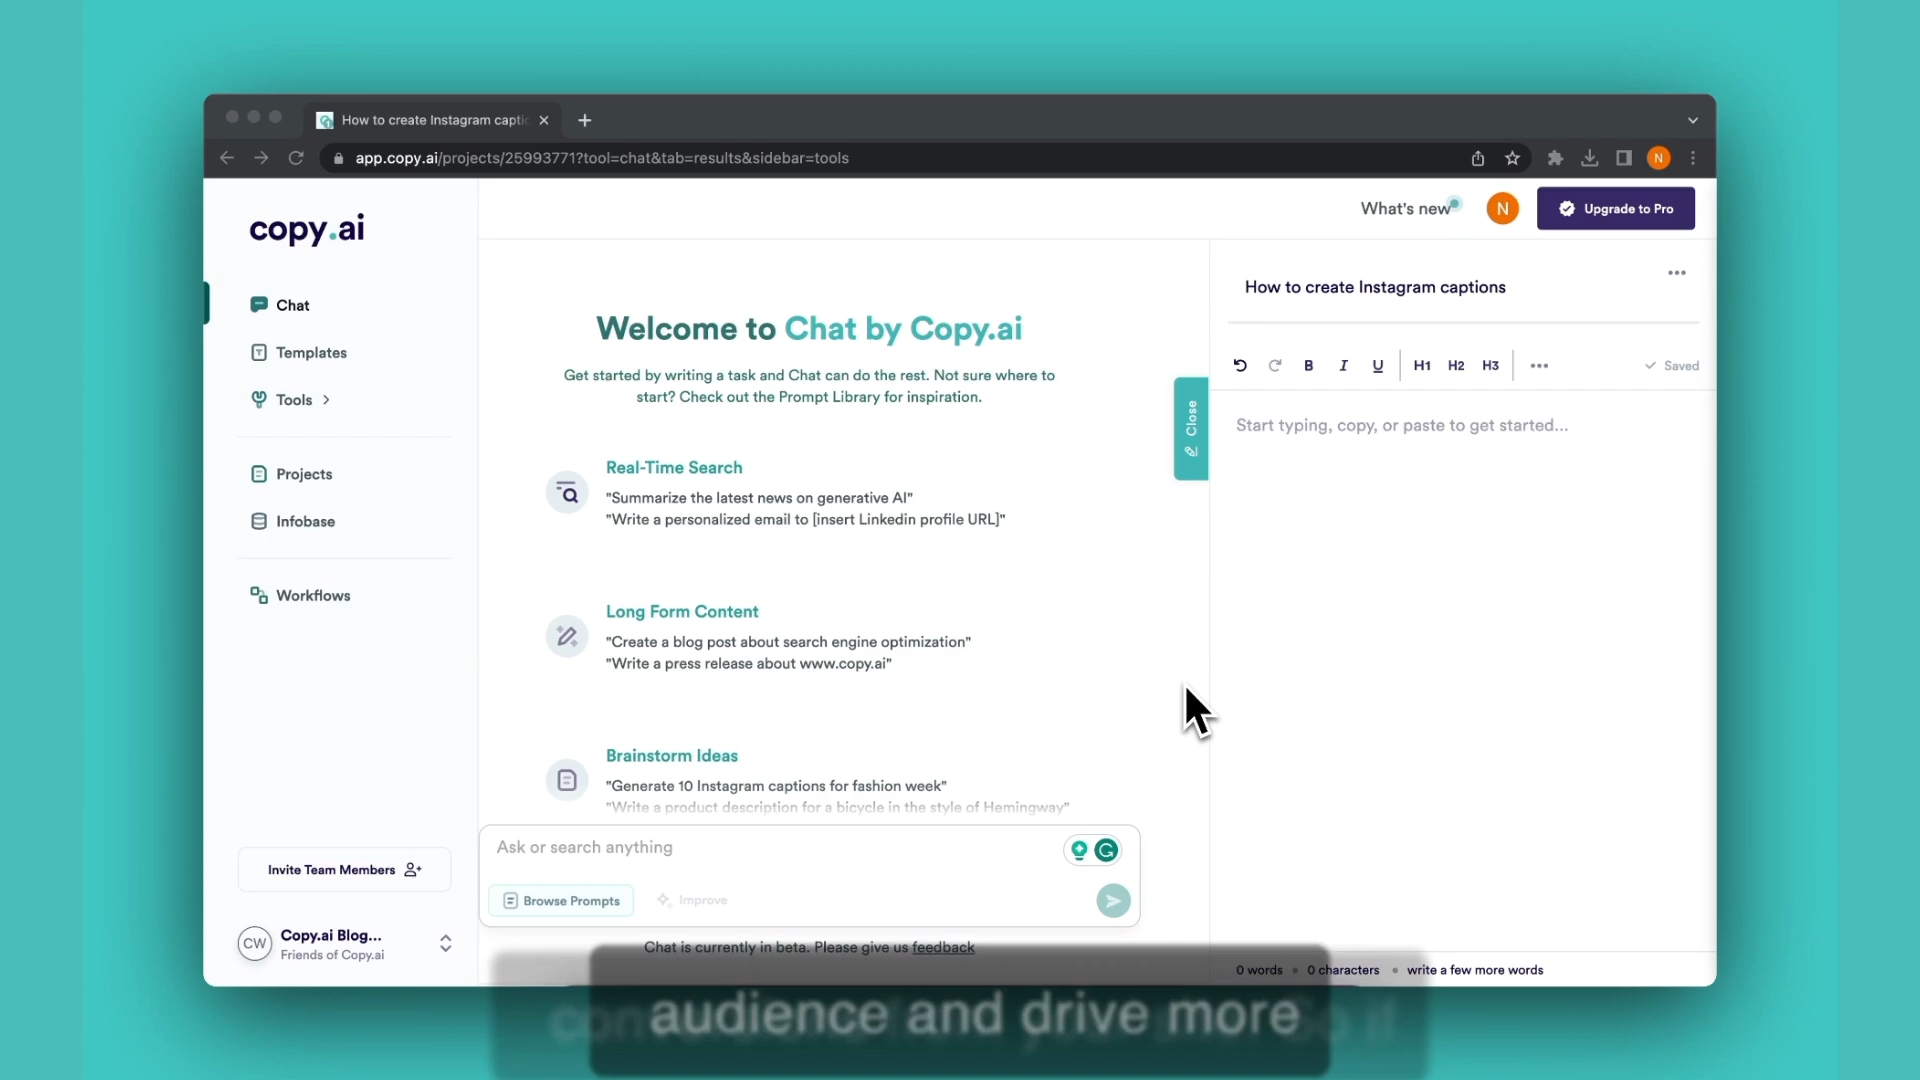 How to create Instagram captio
app.copy.ai/projects/25993771?tool=chat&tab=results&sidebar=tools
N
copy.ai
What's new
N
Upgrade to Pro
Chat
Templates
Tools
Projects
Infobase
Workflows
Invite Team Members
CW
Copy.ai Blog...
Friends of Copy.ai
Welcome to Chat by Copy.ai
Get started by writing a task and Chat can do the rest. Not sure where to
start? Check out the Prompt Library for inspiration.
Real-Time Search
"Summarize the latest news on generative AI"
"Write a personalized email to [insert Linkedin profile URL]"
Long Form Content
"Create a blog post about search engine optimization"
"Write a press release about www.copy.ai"
Brainstorm Ideas
"Generate 10 Instagram captions for fashion week"
"Write a product description for a bicycle in the style of Hemingway"
Ask or search anything
Browse Prompts
Improve
Chat is currently in beta. Please give us feedback
Close
How to create Instagram captions
B I U H1 H2 H3
Saved
Start typing, copy, or paste to get started...
0 words • 0 characters • write a few more words
audience and drive more